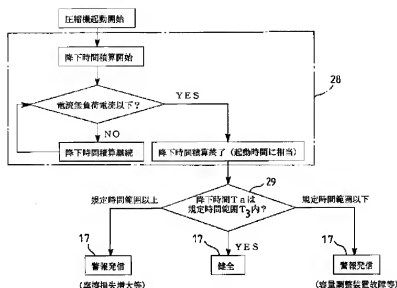 圧縮機起動開始
降下時間積算開始
28
電流無負荷電流以下?
YES
NO
降下時間積算継続
降下時間積算終了(起動時間に相当)
29
降下時間Taは
規定時間範囲T3内?
規定時間範囲以上
規定時間範囲以下
YES
17
17
17
警報発信
健全
警報発信
(摩擦損失増大等)
(容量調整装置故障等)